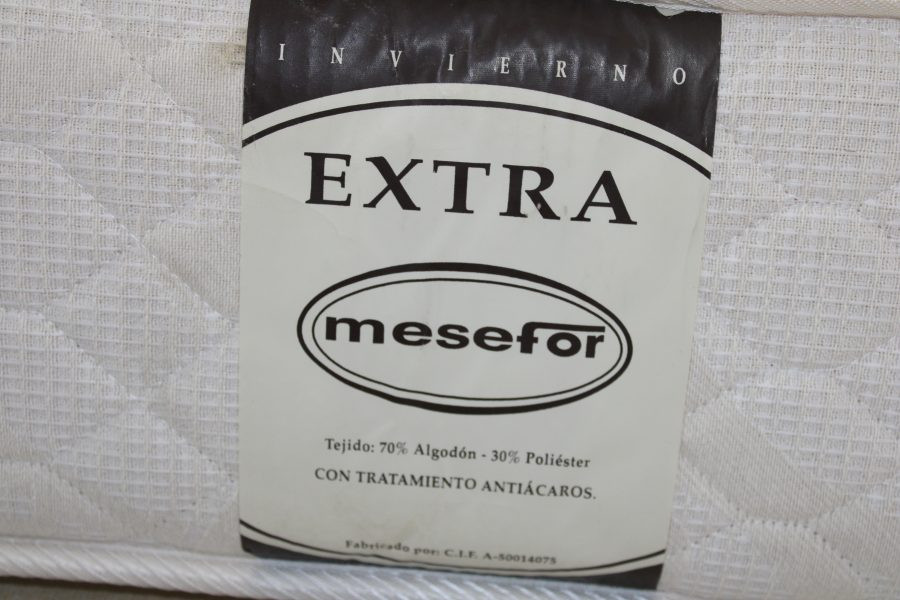 INVIERNO
EXTRA
mesefor
Tejido: 70% Algodón - 30% Poliéster
CON TRATAMIENTO ANTIÁCAROS.
Fabricado por: C.I.F. A-50014075